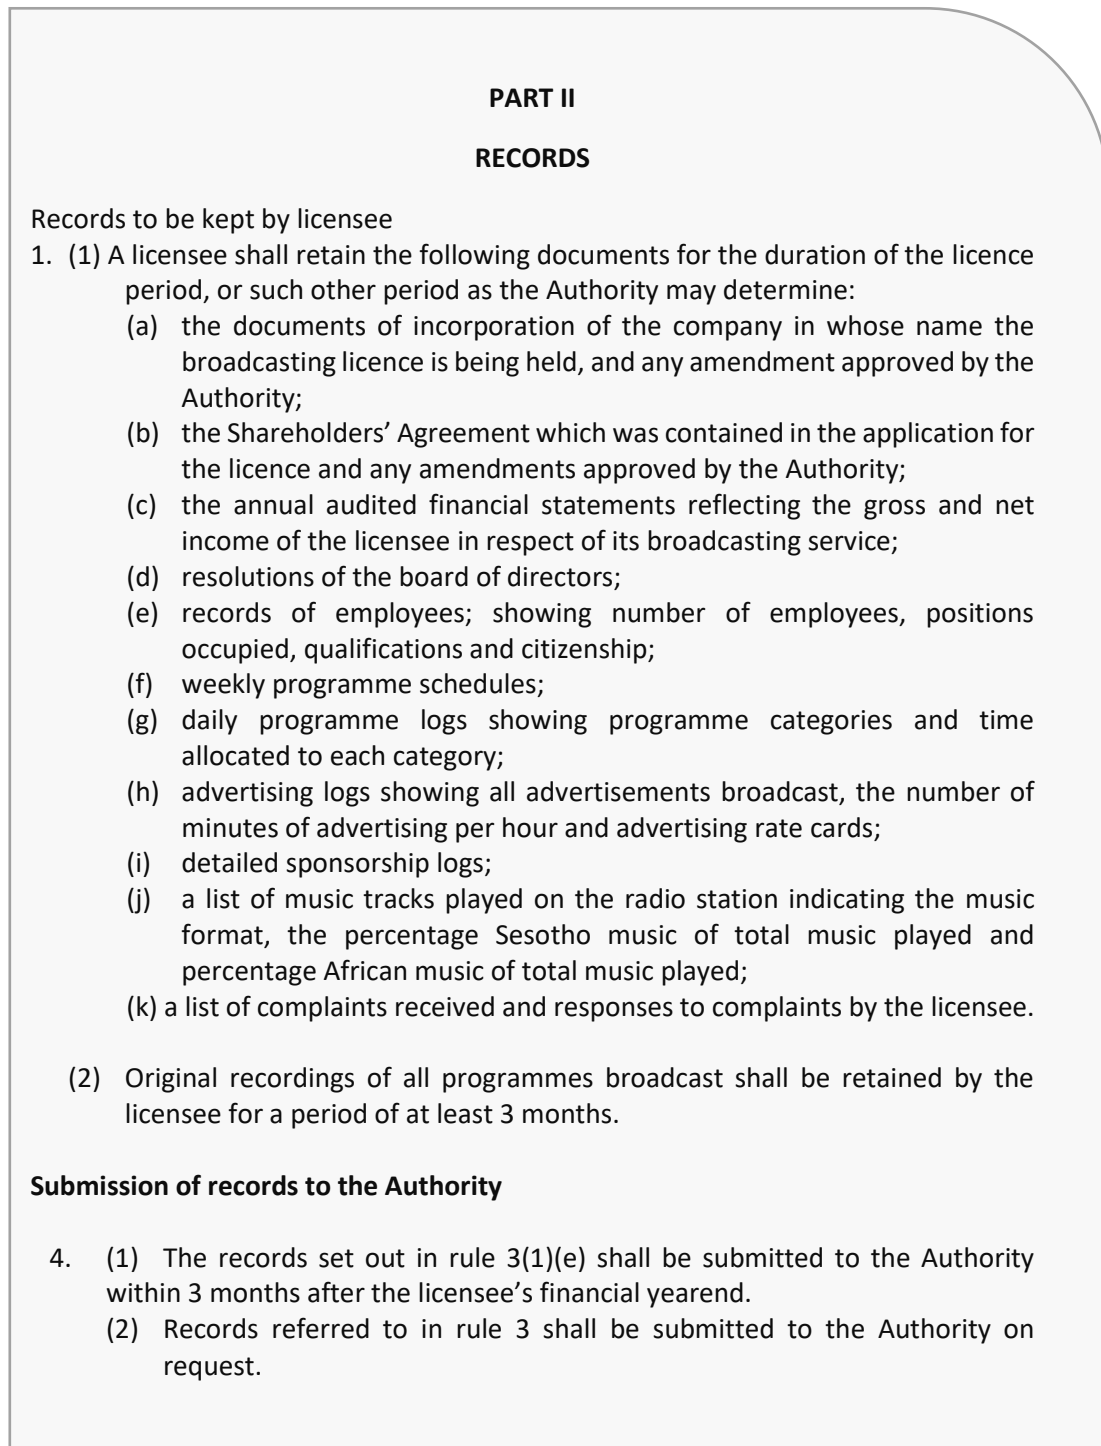 PART II
RECORDS
Records to be kept by licensee
1. (1) A licensee shall retain the following documents for the duration of the licence
period, or such other period as the Authority may determine:
(a) the documents of incorporation of the company in whose name the
broadcasting licence is being held, and any amendment approved by the
Authority;
(b) the Shareholders’ Agreement which was contained in the application for
the licence and any amendments approved by the Authority;
(c) the annual audited financial statements reflecting the gross and net
income of the licensee in respect of its broadcasting service;
(d) resolutions of the board of directors;
(e) records of employees; showing number of employees, positions
occupied, qualifications and citizenship;
(f) weekly programme schedules;
(g) daily programme logs showing programme categories and time
allocated to each category;
(h) advertising logs showing all advertisements broadcast, the number of
minutes of advertising per hour and advertising rate cards;
(i) detailed sponsorship logs;
(j) a list of music tracks played on the radio station indicating the music
format, the percentage Sesotho music of total music played and
percentage African music of total music played;
(k) a list of complaints received and responses to complaints by the licensee.
(2) Original recordings of all programmes broadcast shall be retained by the
licensee for a period of at least 3 months.
Submission of records to the Authority
4. (1) The records set out in rule 3(1)(e) shall be submitted to the Authority
within 3 months after the licensee’s financial yearend.
(2) Records referred to in rule 3 shall be submitted to the Authority on
request.